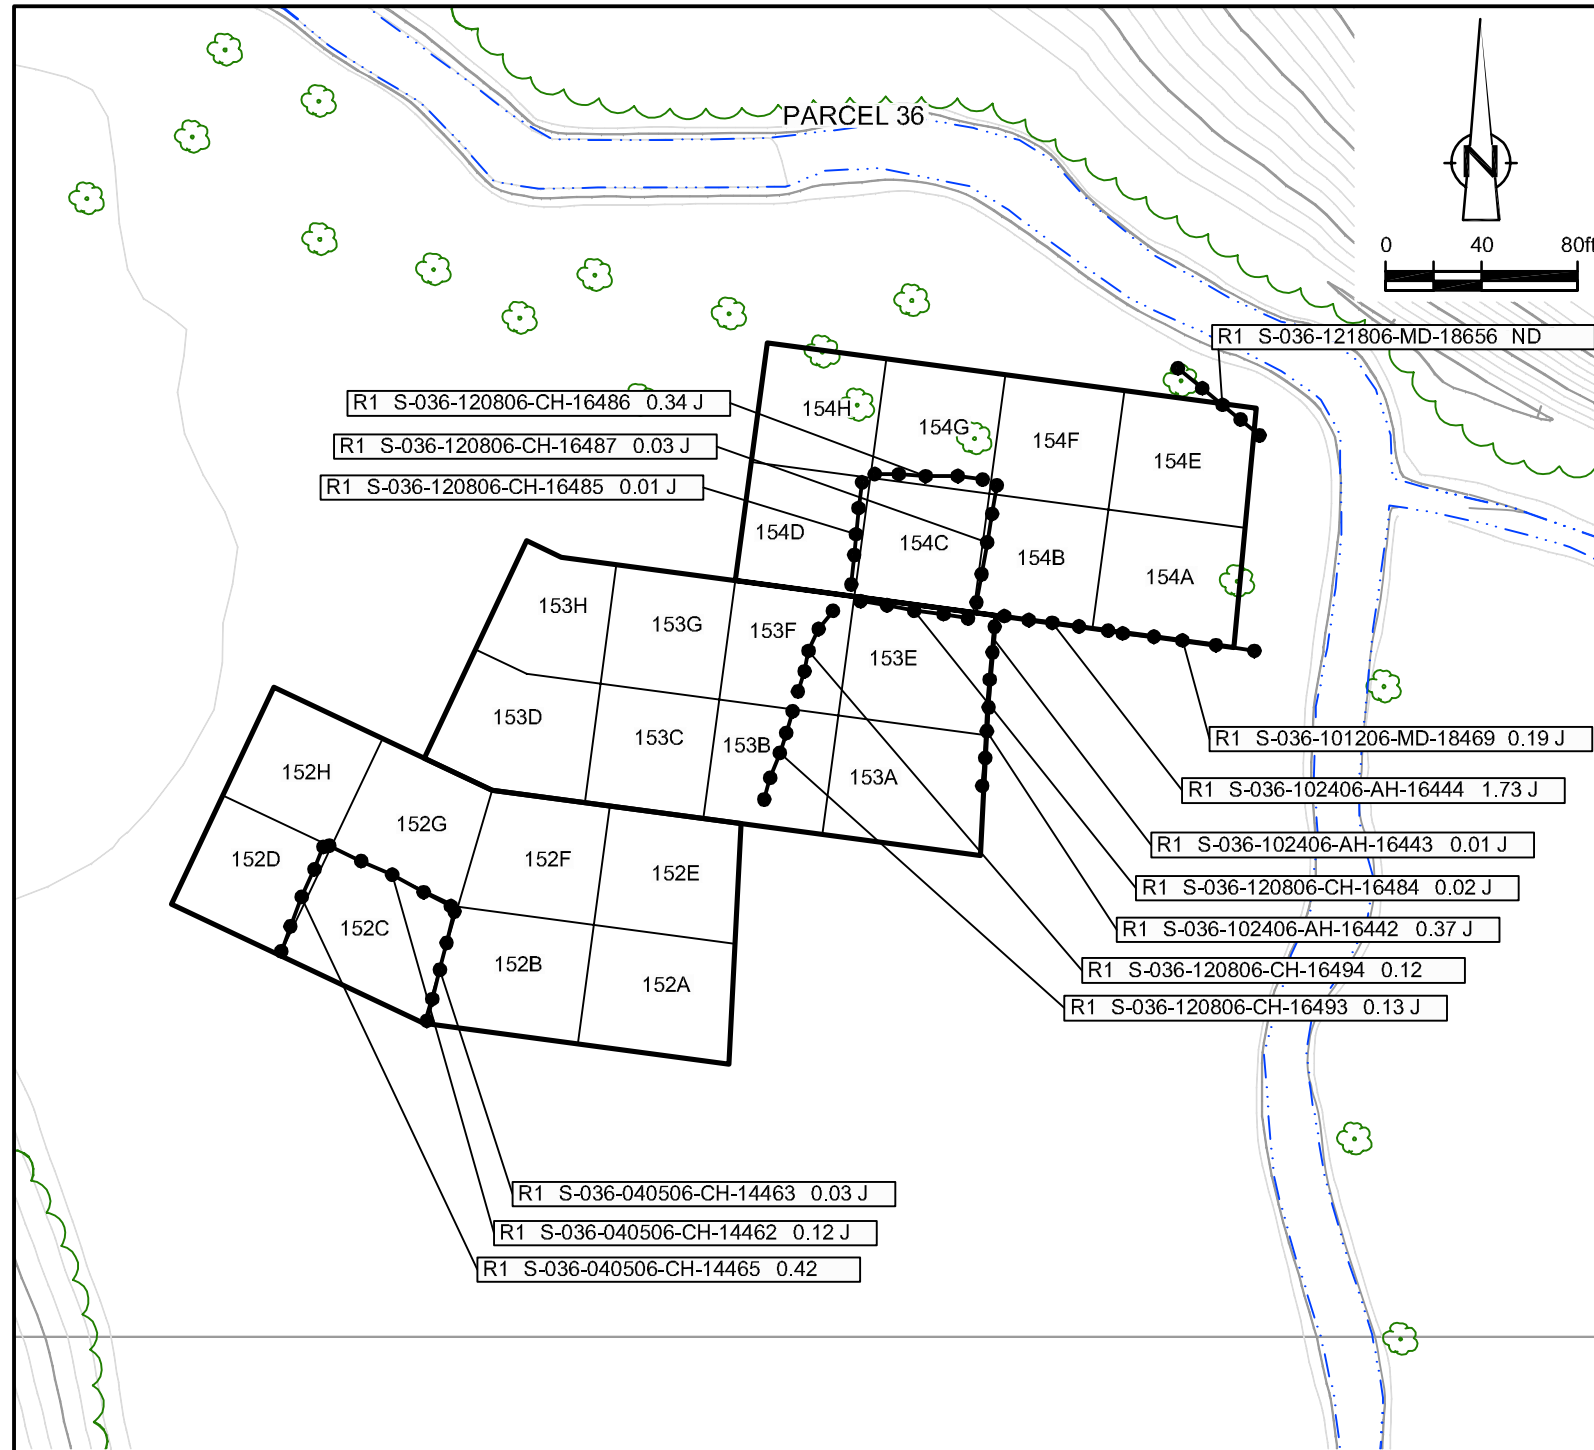 PARCEL 36
N
0 40 80ft
R1 S-036-121806-MD-18656 ND
R1 S-036-120806-CH-16486 0.34 J
R1 S-036-120806-CH-16487 0.03 J
R1 S-036-120806-CH-16485 0.01 J
154H
154G
154F
154E
154D
154C
154B
154A
153H
153G
153F
153E
153D
153C
153B
153A
R1 S-036-101206-MD-18469 0.19 J
R1 S-036-102406-AH-16444 1.73 J
R1 S-036-102406-AH-16443 0.01 J
R1 S-036-120806-CH-16484 0.02 J
R1 S-036-102406-AH-16442 0.37 J
R1 S-036-120806-CH-16494 0.12
R1 S-036-120806-CH-16493 0.13 J
152H
152G
152F
152E
152D
152C
152B
152A
R1 S-036-040506-CH-14463 0.03 J
R1 S-036-040506-CH-14462 0.12 J
R1 S-036-040506-CH-14465 0.42